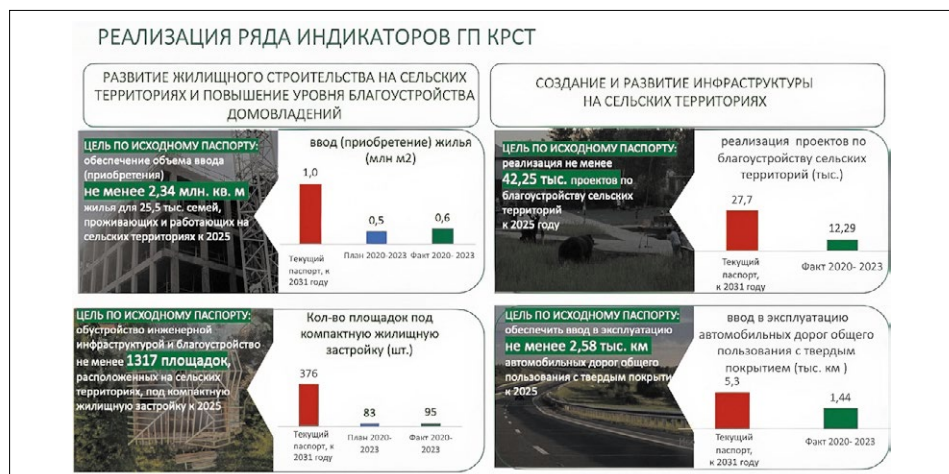 РЕАЛИЗАЦИЯ РЯДА ИНДИКАТОРОВ ГП КРСТ
РАЗВИТИЕ ЖИЛИЩНОГО СТРОИТЕЛЬСТВА НА СЕЛЬСКИХ
ТЕРРИТОРИЯХ И ПОВЫШЕНИЕ УРОВНЯ БЛАГОУСТРОЙСТВА
ДОМОВЛАДЕНИЙ
ЦЕЛЬ ПО ИСХОДНОМУ ПАСПОРТУ:
обеспечение объема ввода
(приобретения)
не менее 2,34 млн. кв. м
жилья для 25,5 тыс. семей,
проживающих и работающих на
сельских территориях к 2025
ввод (приобретение) жилья
(млн м2)
1,0
0,5
0,6
Текущий
паспорт, к
2031 году
План 2020-2023
Факт 2020- 2023
ЦЕЛЬ ПО ИСХОДНОМУ ПАСПОРТУ:
обустройство инженерной
инфраструктурой и благоустройство
не менее 1317 площадок,
расположенных на сельских
территориях, под компактную
жилищную застройку к 2025
Кол-во площадок под
компактную жилищную
застройку (шт.)
376
83
95
Текущий
паспорт, к
2031 году
План 2020-
2023
Факт 2020-
2023
СОЗДАНИЕ И РАЗВИТИЕ ИНФРАСТРУКТУРЫ
НА СЕЛЬСКИХ ТЕРРИТОРИЯХ
ЦЕЛЬ ПО ИСХОДНОМУ ПАСПОРТУ:
реализация не менее
42,25 тыс. проектов по
благоустройству сельских
территорий
к 2025 году
реализация проектов по
благоустройству сельских
территорий (тыс.)
27,7
12,29
Текущий
паспорт,
к 2031 году
Факт 2020- 2023
ЦЕЛЬ ПО ИСХОДНОМУ ПАСПОРТУ:
обеспечить ввод в эксплуатацию
не менее 2,58 тыс. км
автомобильных дорог общего
пользования с твердым покрыти
к 2025
ввод в эксплуатацию
автомобильных дорог общего
пользования с твердым
покрытием (тыс. км )
5,3
1,44
Текущий
паспорт,
к 2031 году
Факт 2020- 2023